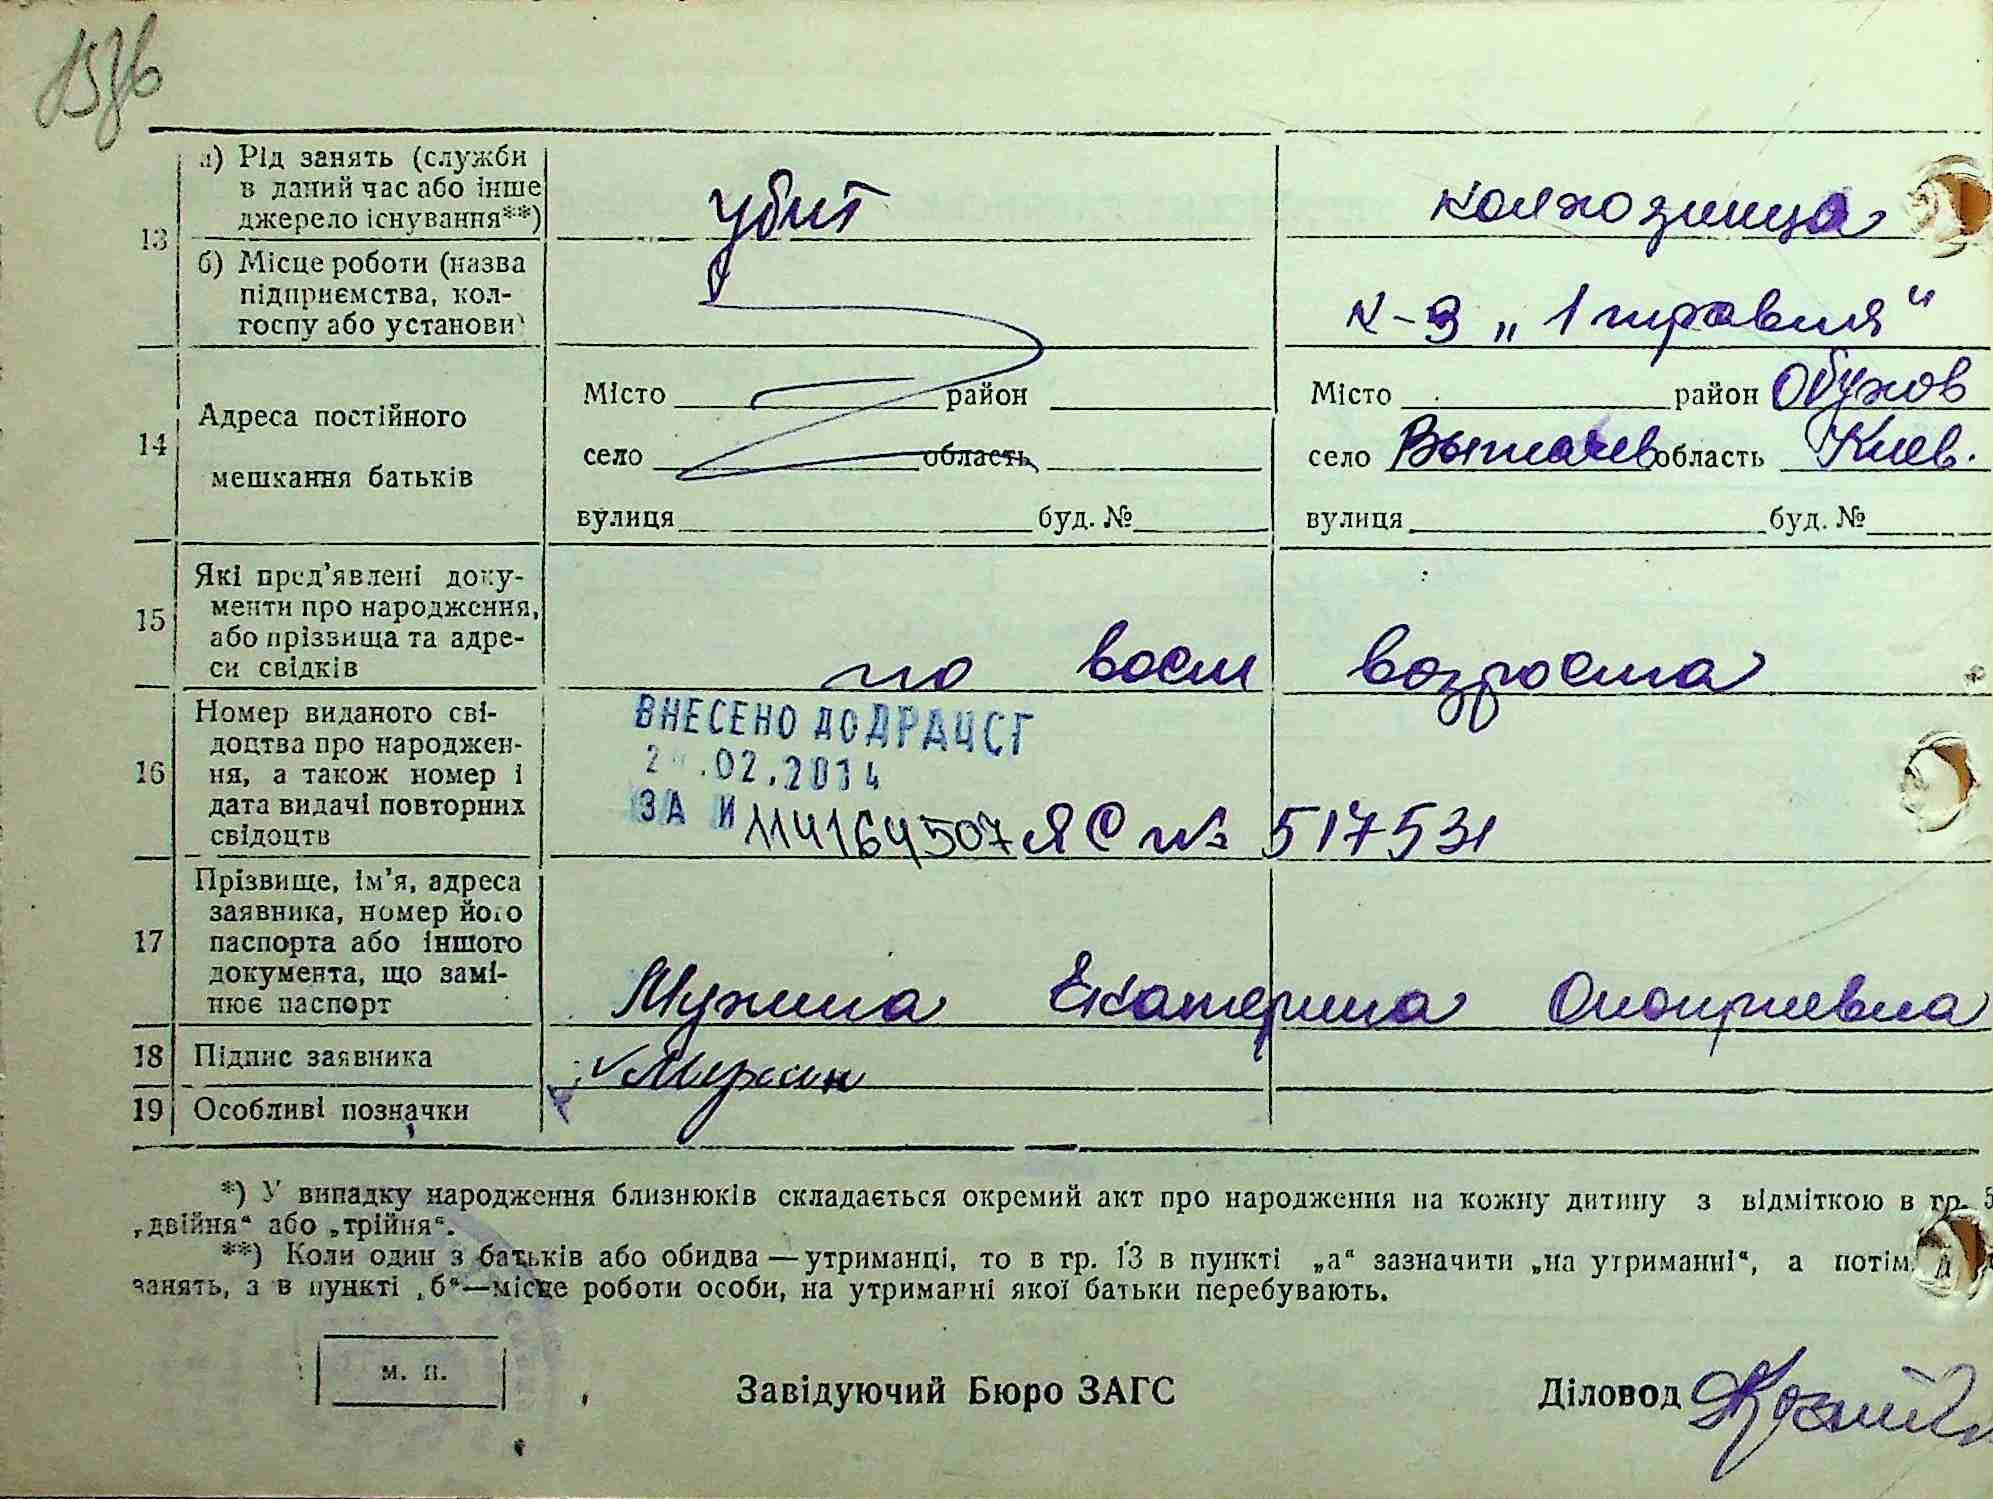 13 а) Рід занять (служби в даний час або інше джерело існування**) убит колхозница
б) Місце роботи (назва підприємства, колгоспу або установи к-з „1 травня“
14 Адреса постійного мешкання батьків
Місто район Місто район Обухов
село область село Вытачев область Киев.
вулиця буд. № вулиця буд. №
15 Які пред’явлені документи про народження, або прізвища та адреси свідків по восст возраста
16 Номер виданого свідоцтва про народження, а також номер і дата видачі повторних свідоцтв
ВНЕСЕНО ДО ДРАЦСГ
.02.2014
ЗА И 114164507 ЯС № 517531
17 Прізвище, ім’я, адреса заявника, номер його паспорта або іншого документа, що замінює паспорт Мужина Екатерина Оноприевна
18 Підпис заявника
19 Особливі позначки
*) У випадку народження близнюків складається окремий акт про народження на кожну дитину з відміткою в гр. 5
„двійня“ або „трійня“.
**) Коли один з батьків або обидва — утриманці, то в гр. 13 в пункті „а“ зазначити „на утриманні“, а потім
занять, з в пункті „б“—місце роботи особи, на утриманні якої батьки перебувають.
м. п. Завідуючий Бюро ЗАГС Діловод